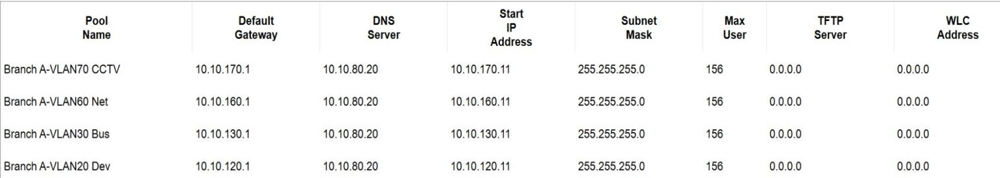 Pool Name Default Gateway DNS Server Start IP Address Subnet Mask Max User TFTP Server WLC Address
Branch A-VLAN70 CCTV 10.10.170.1 10.10.80.20 10.10.170.11 255.255.255.0 156 0.0.0.0 0.0.0.0
Branch A-VLAN60 Net 10.10.160.1 10.10.80.20 10.10.160.11 255.255.255.0 156 0.0.0.0 0.0.0.0
Branch A-VLAN30 Bus 10.10.130.1 10.10.80.20 10.10.130.11 255.255.255.0 156 0.0.0.0 0.0.0.0
Branch A-VLAN20 Dev 10.10.120.1 10.10.80.20 10.10.120.11 255.255.255.0 156 0.0.0.0 0.0.0.0